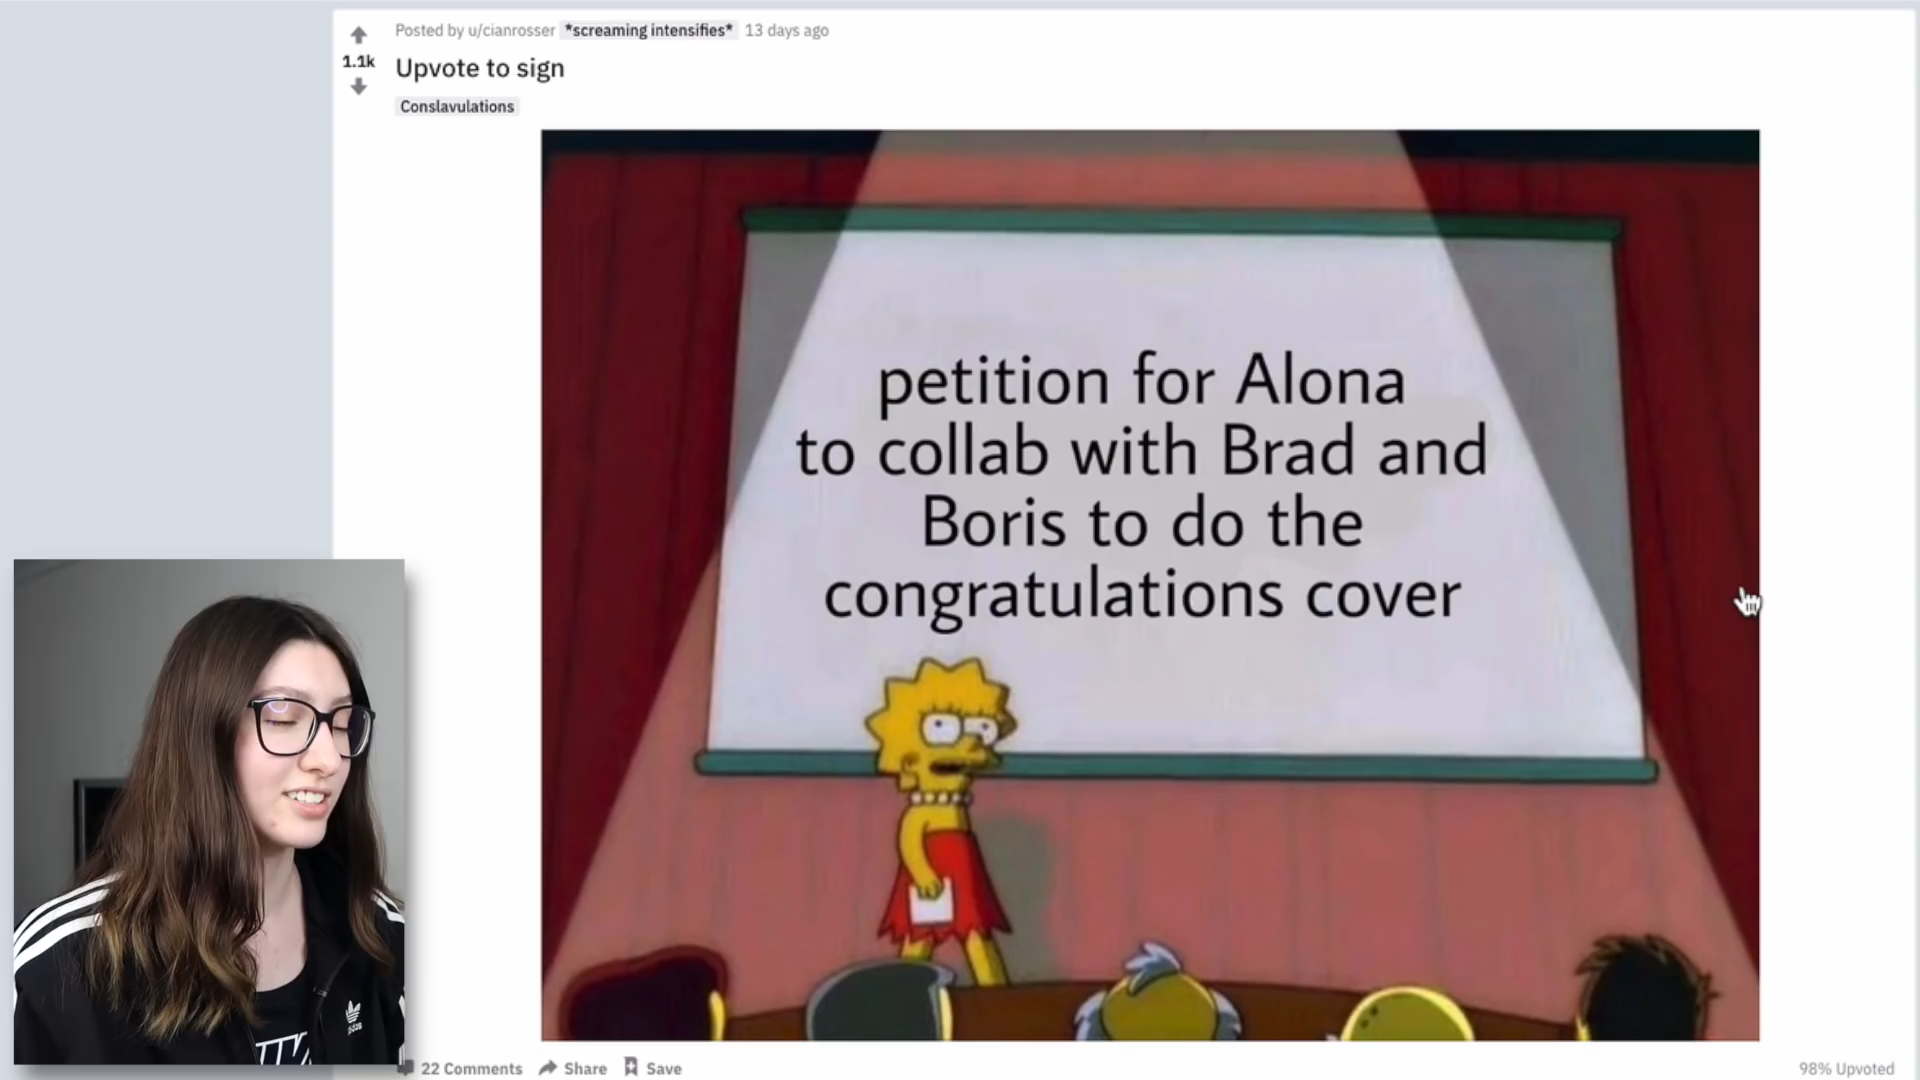 Posted by u/cianrosser *screaming intensifies* 13 days ago
1.1k
Upvote to sign
Conslavulations
petition for Alona
to collab with Brad and
Boris to do the
congratulations cover
22 Comments Share Save
98% Upvoted